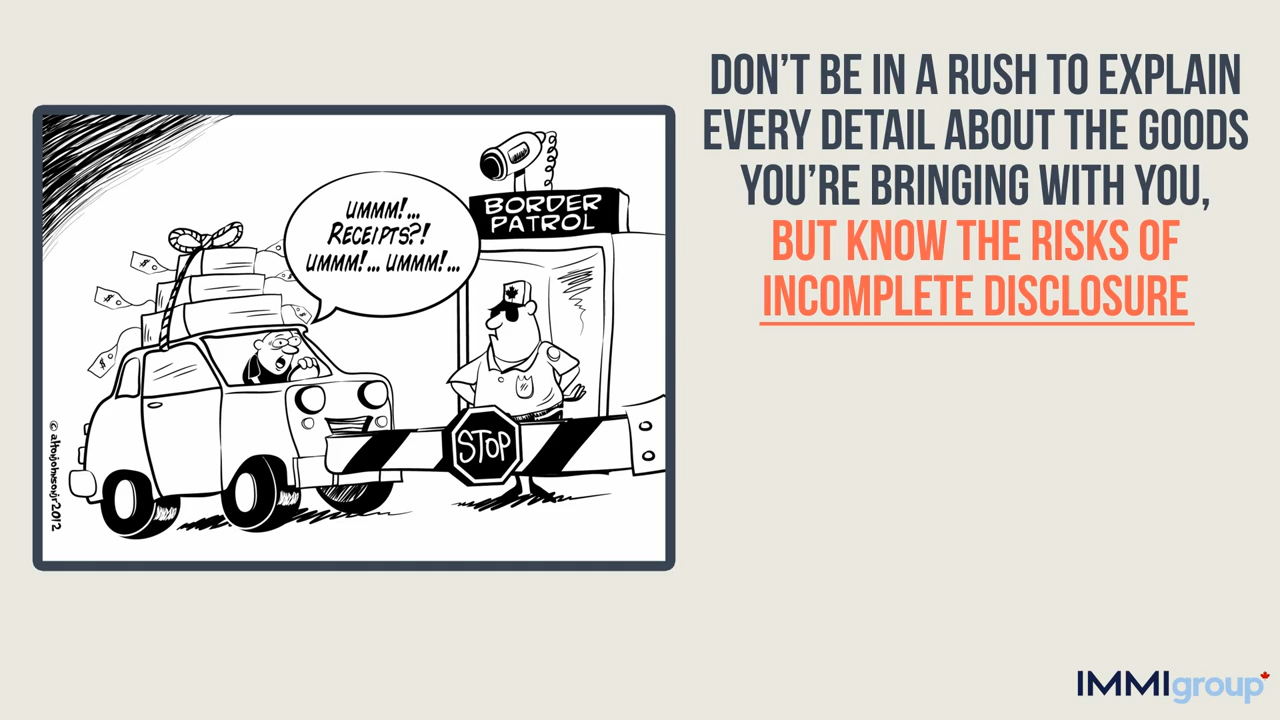 DON'T BE IN A RUSH TO EXPLAIN
EVERY DETAIL ABOUT THE GOODS
YOU'RE BRINGING WITH YOU,
BUT KNOW THE RISKS OF
INCOMPLETE DISCLOSURE
UMMM!...
RECEIPTS?!
UMMM!... UMMM!...
BORDER
PATROL
STOP
$
$
$
© altonjohnsonjr2012
IMMIgroup